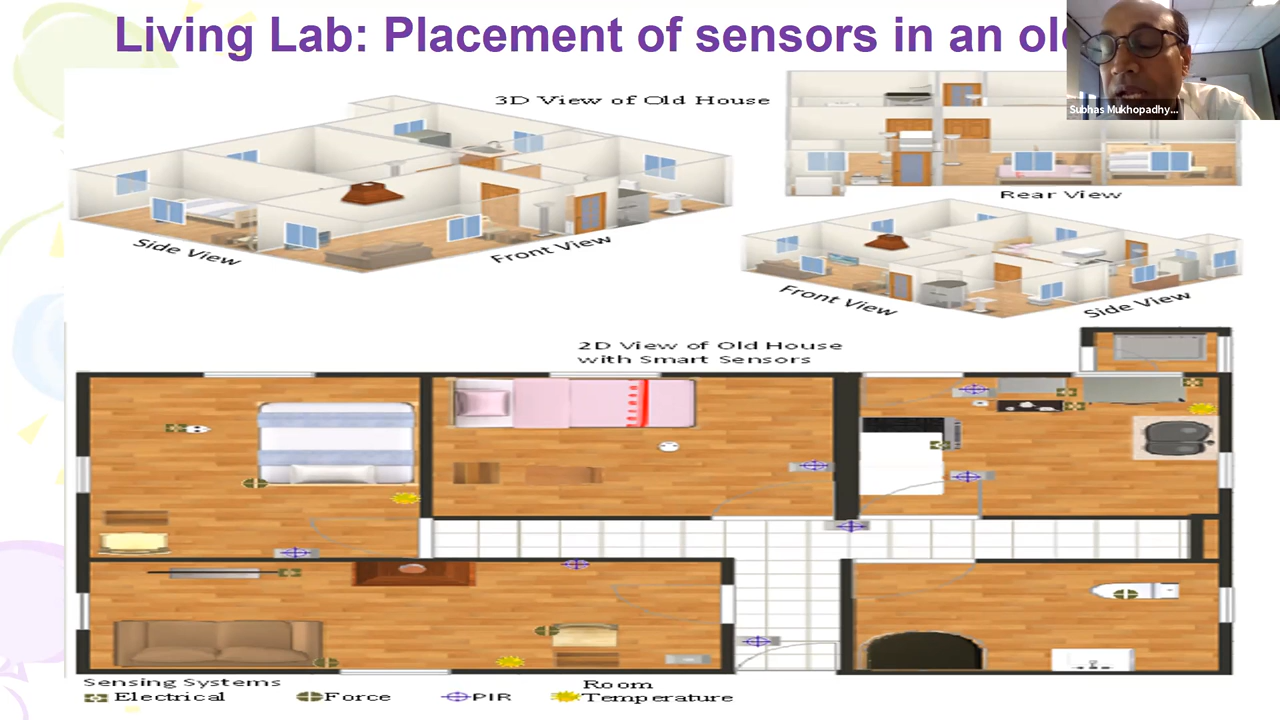 Living Lab: Placement of sensors in an old
Subhas Mukhopadhy...
3D View of Old House
Rear View
Side View
Front View
Front View
Side View
2D View of Old House
with Smart Sensors
Sensing Systems
Electrical
Force
PIR
Room
Temperature